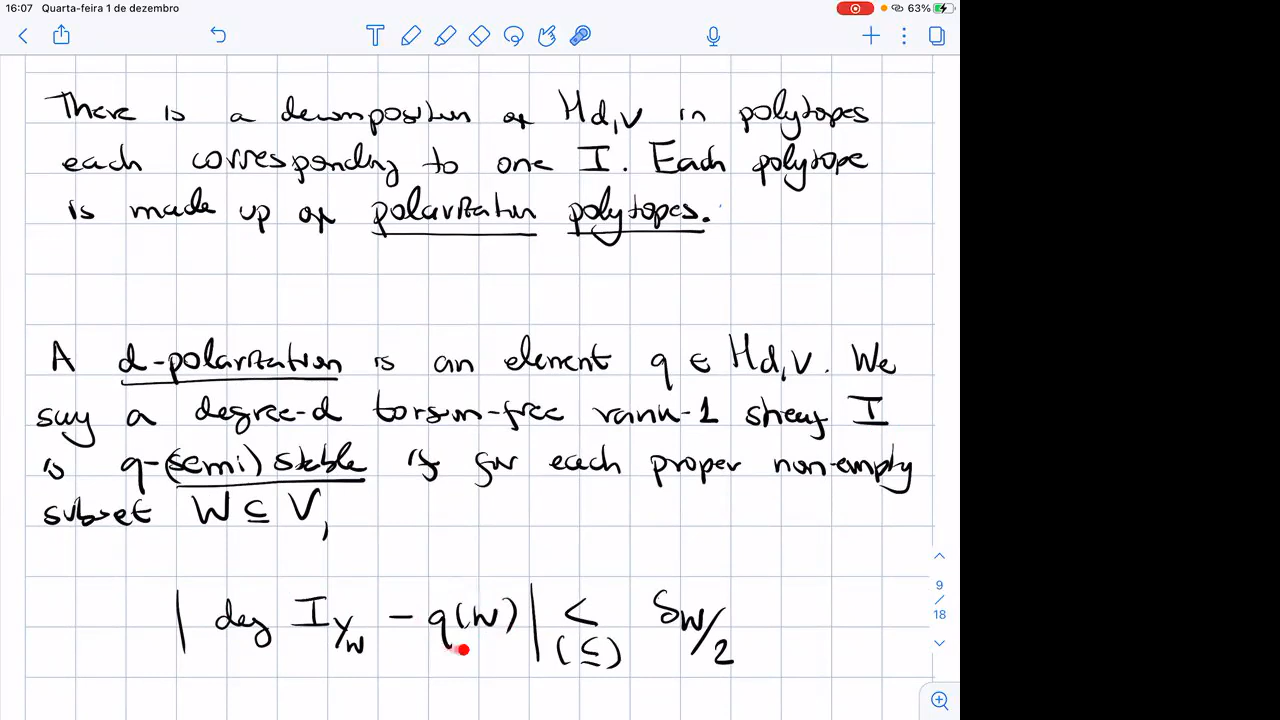 16:07 Quarta-feira 1 de dezembro 63%
There is a decomposition of H_{d,V} in polytopes
each corresponding to one I. Each polytope
is made up of polarization polytopes.
A d-polarization is an element q ∈ H_{d,V}. We
say a degree-d torsion-free rank-1 sheaf I
is q-(semi)stable if for each proper non-empty
subset W ⊆ V,
| deg I_{Y_W} - q(W) | < δ_W/2
(≤)
9
/
18